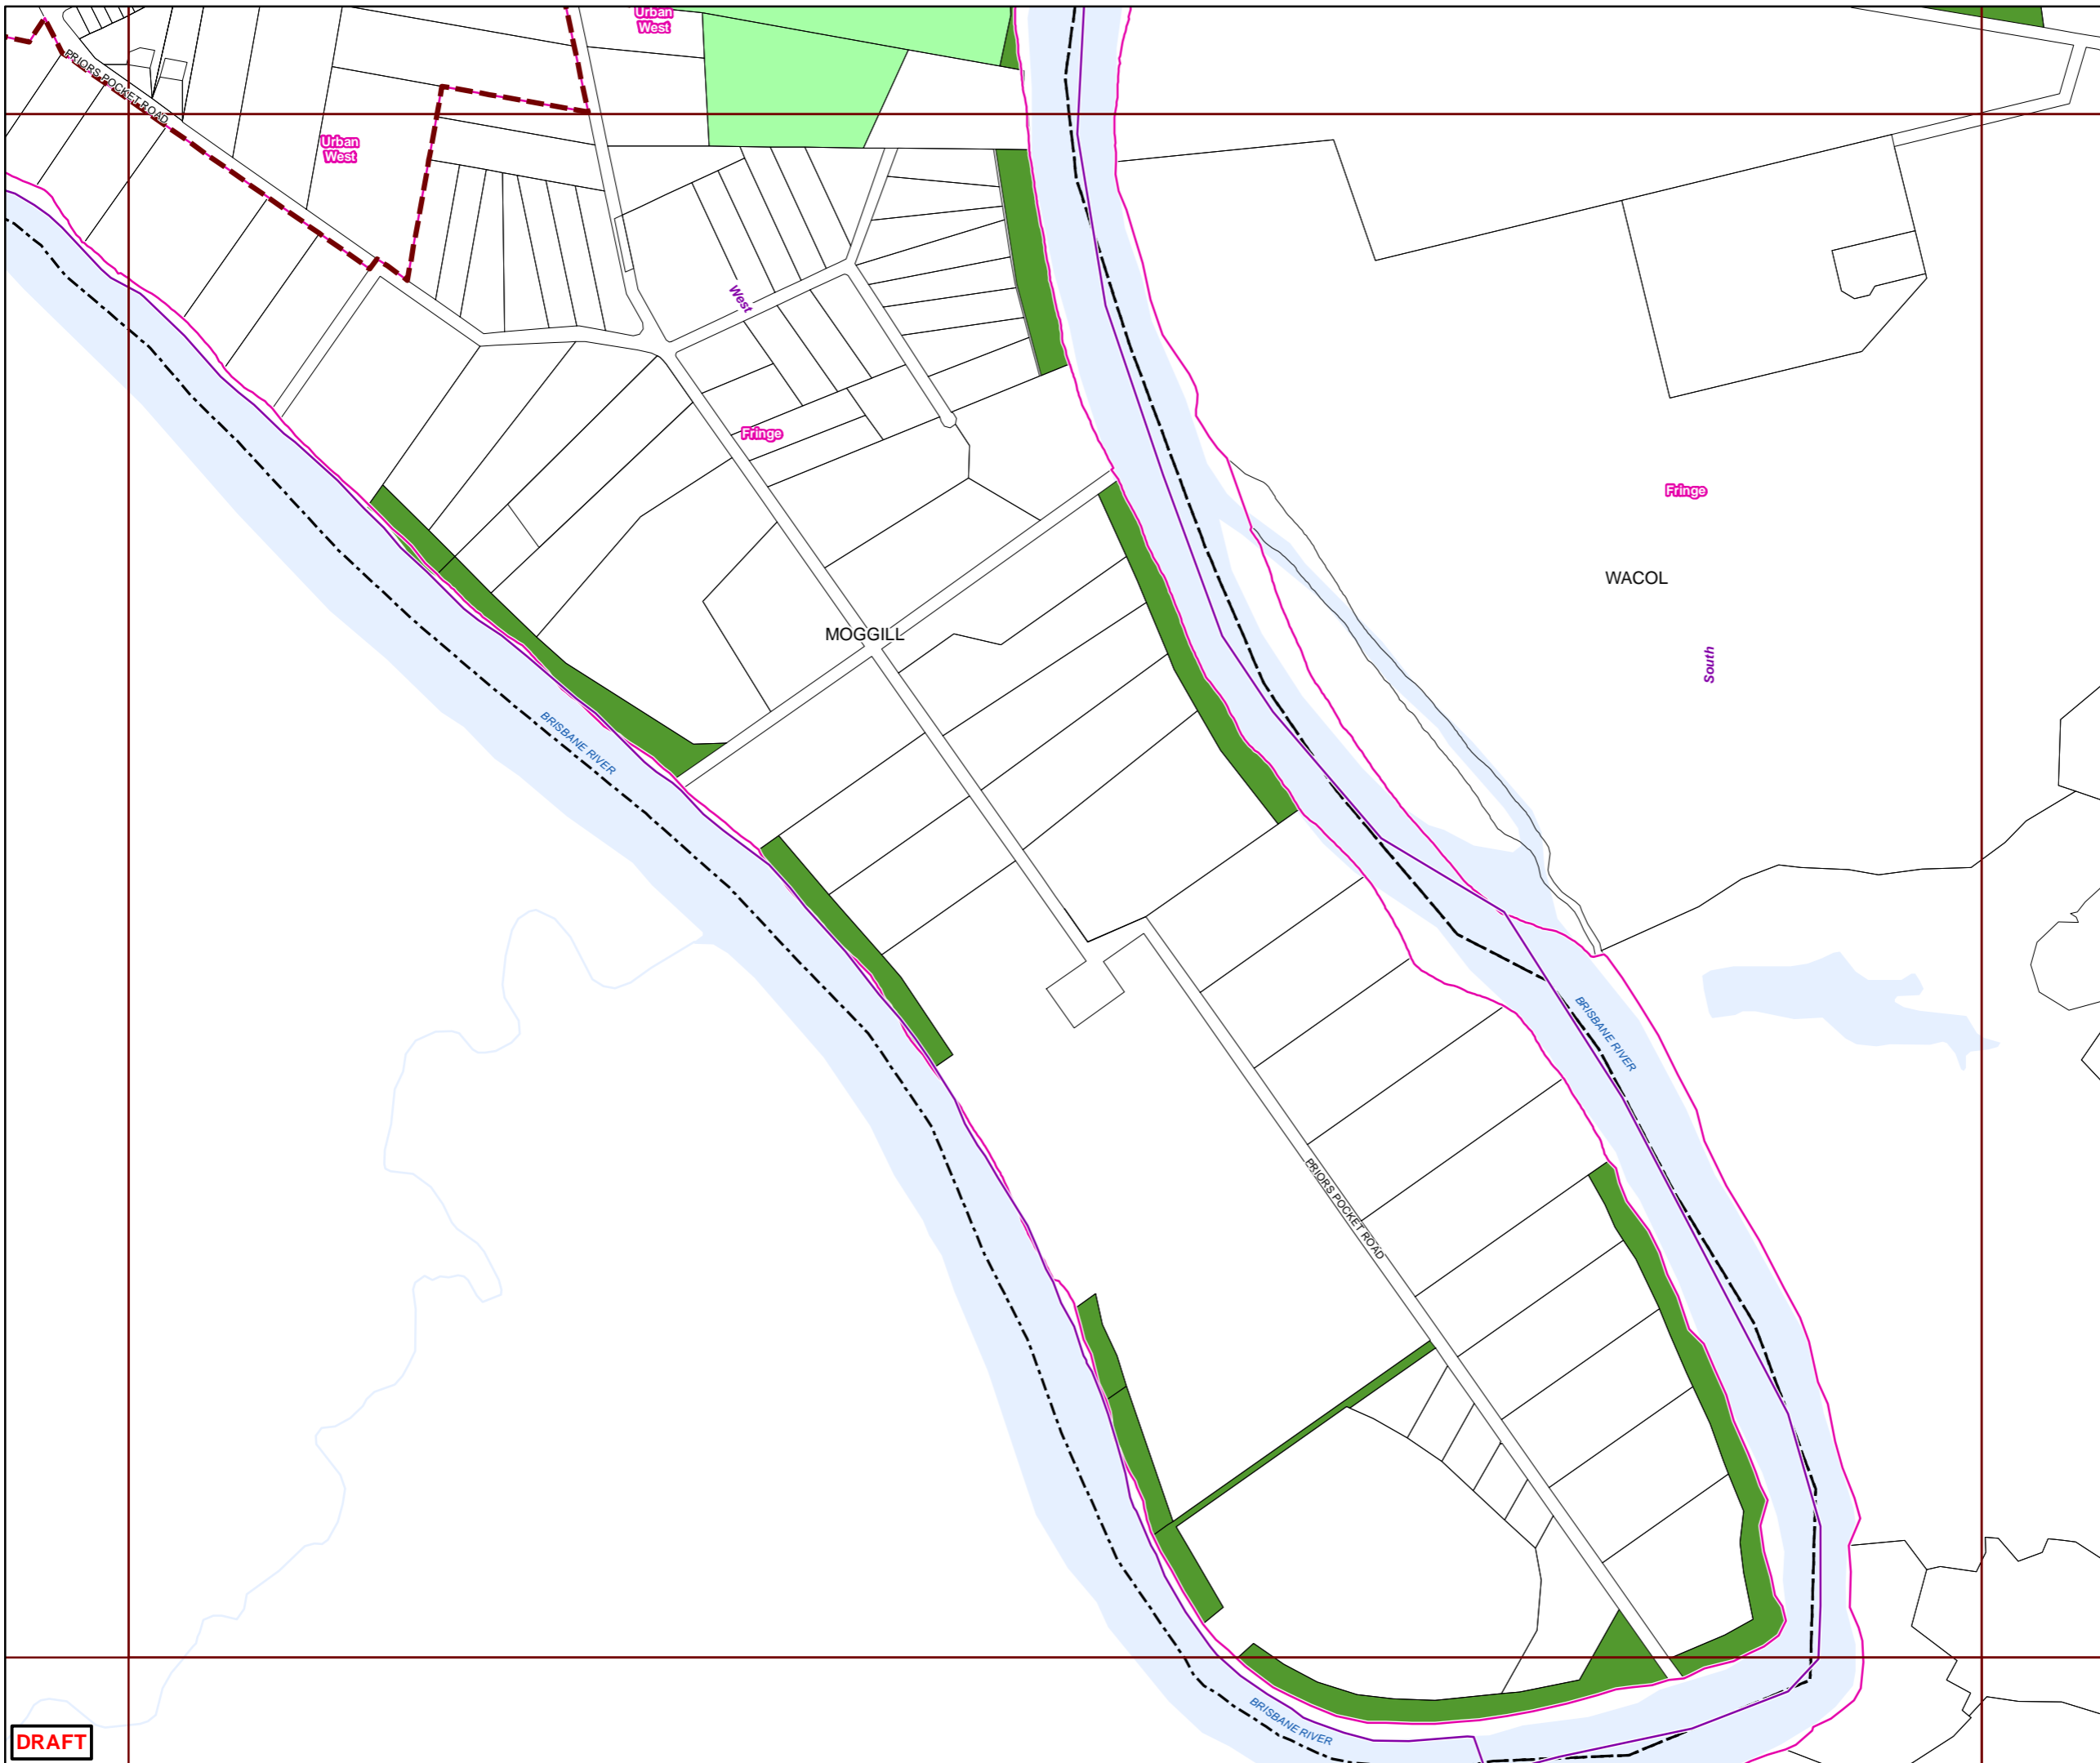 Urban
West
PRIORS POCKET ROAD
Urban
West
West
Fringe
Fringe
WACOL
MOGGILL
South
BRISBANE RIVER
BRISBANE RIVER
PRIORS POCKET ROAD
BRISBANE RIVER
DRAFT